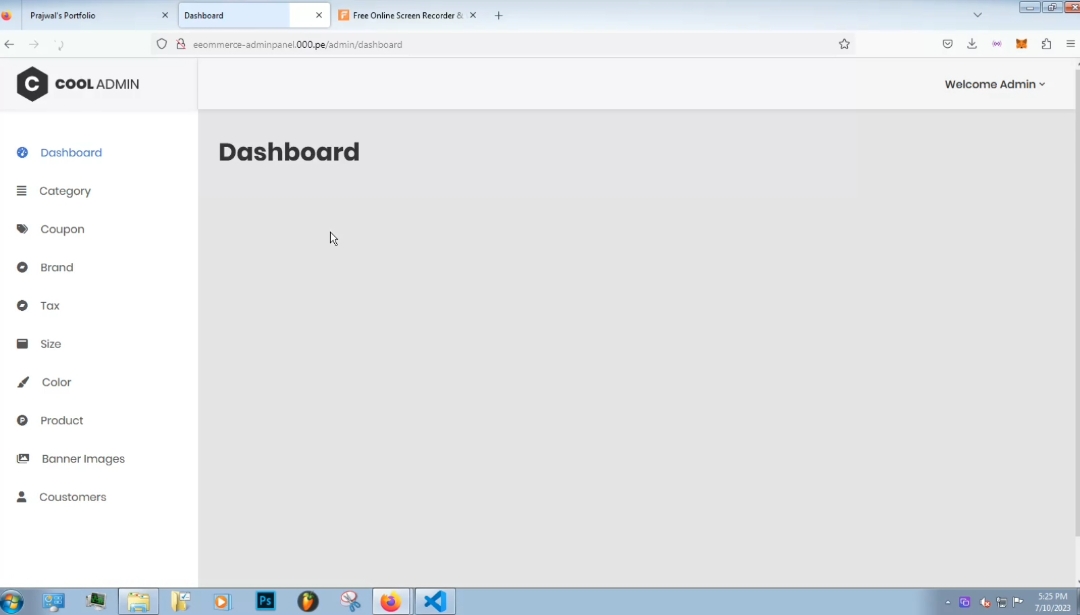 Prajwal's Portfolio
Dashboard
Free Online Screen Recorder &
eeommerce-adminpanel.000.pe/admin/dashboard
C COOL ADMIN
Welcome Admin
Dashboard
Dashboard
Category
Coupon
Brand
Tax
Size
Color
Product
Banner Images
Coustomers
Ps
5:25 PM
7/10/2023